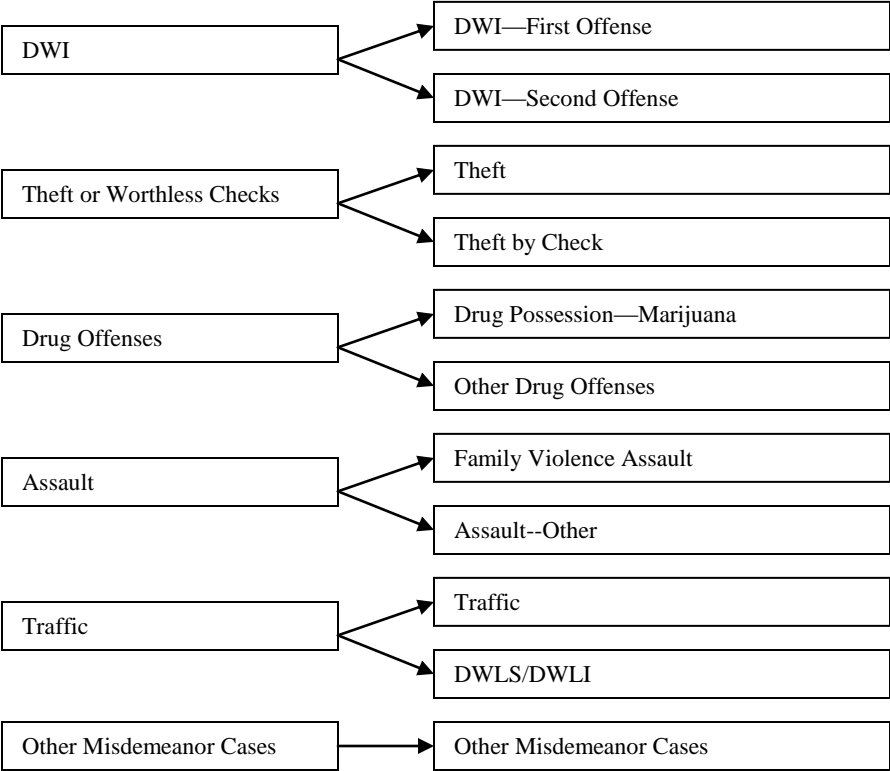 DWI
DWI—First Offense
DWI—Second Offense
Theft or Worthless Checks
Theft
Theft by Check
Drug Offenses
Drug Possession—Marijuana
Other Drug Offenses
Assault
Family Violence Assault
Assault--Other
Traffic
Traffic
DWLS/DWLI
Other Misdemeanor Cases
Other Misdemeanor Cases